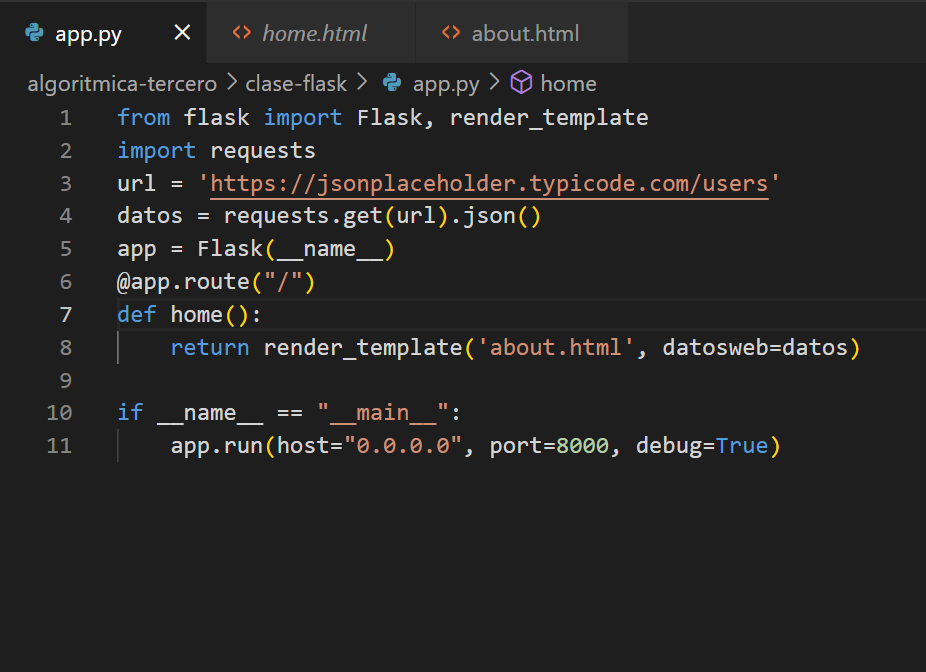 app.py × <> home.html <> about.html
algoritmica-tercero > clase-flask > app.py > home
1 from flask import Flask, render_template
2 import requests
3 url = 'https://jsonplaceholder.typicode.com/users'
4 datos = requests.get(url).json()
5 app = Flask(__name__)
6 @app.route("/")
7 def home():
8     return render_template('about.html', datosweb=datos)
9
10 if __name__ == "__main__":
11     app.run(host="0.0.0.0", port=8000, debug=True)